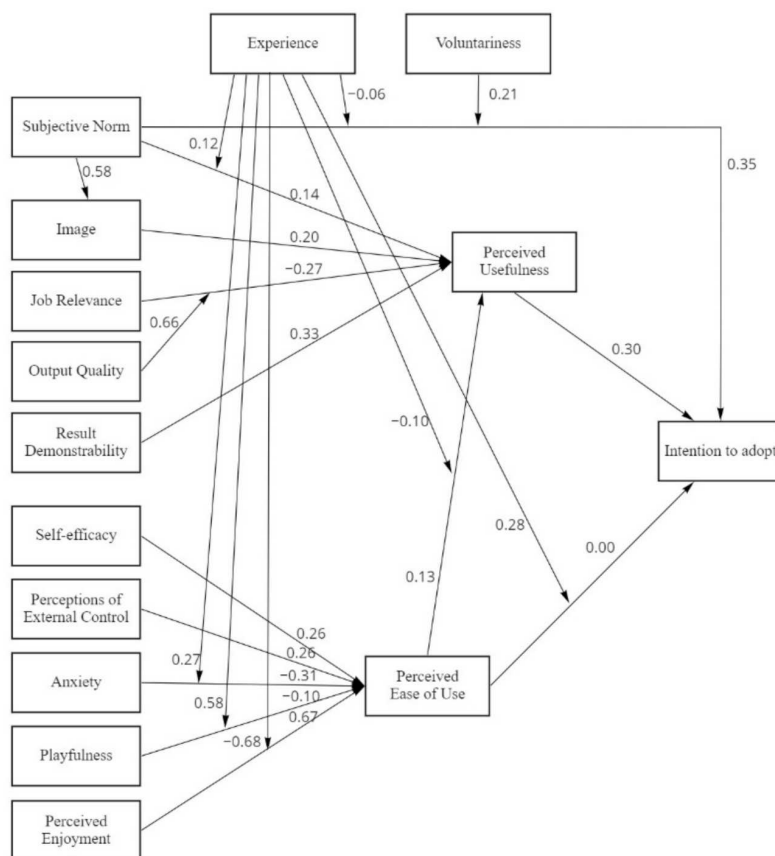 Experience
Voluntariness
−0.06
0.21
Subjective Norm
0.12
0.35
0.58
0.14
Image
0.20
Perceived
Usefulness
−0.27
Job Relevance
0.66
0.33
Output Quality
0.30
Result
Demonstrability
−0.10
Intention to adopt
Self-efficacy
0.28
0.00
0.13
Perceptions of
External Control
0.26
0.26
0.27
Anxiety
−0.31
Perceived
Ease of Use
−0.10
0.58
0.67
−0.68
Playfulness
Perceived
Enjoyment